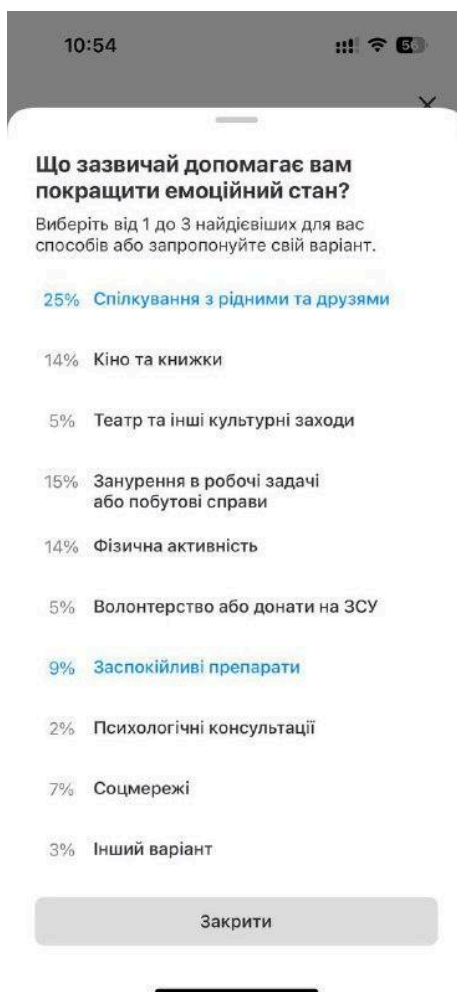 10:54
56
Що зазвичай допомагає вам
покращити емоційний стан?
Виберіть від 1 до 3 найдієвіших для вас
способів або запропонуйте свій варіант.
25% Спілкування з рідними та друзями
14% Кіно та книжки
5% Театр та інші культурні заходи
15% Занурення в робочі задачі
або побутові справи
14% Фізична активність
5% Волонтерство або донати на ЗСУ
9% Заспокійливі препарати
2% Психологічні консультації
7% Соцмережі
3% Інший варіант
Закрити